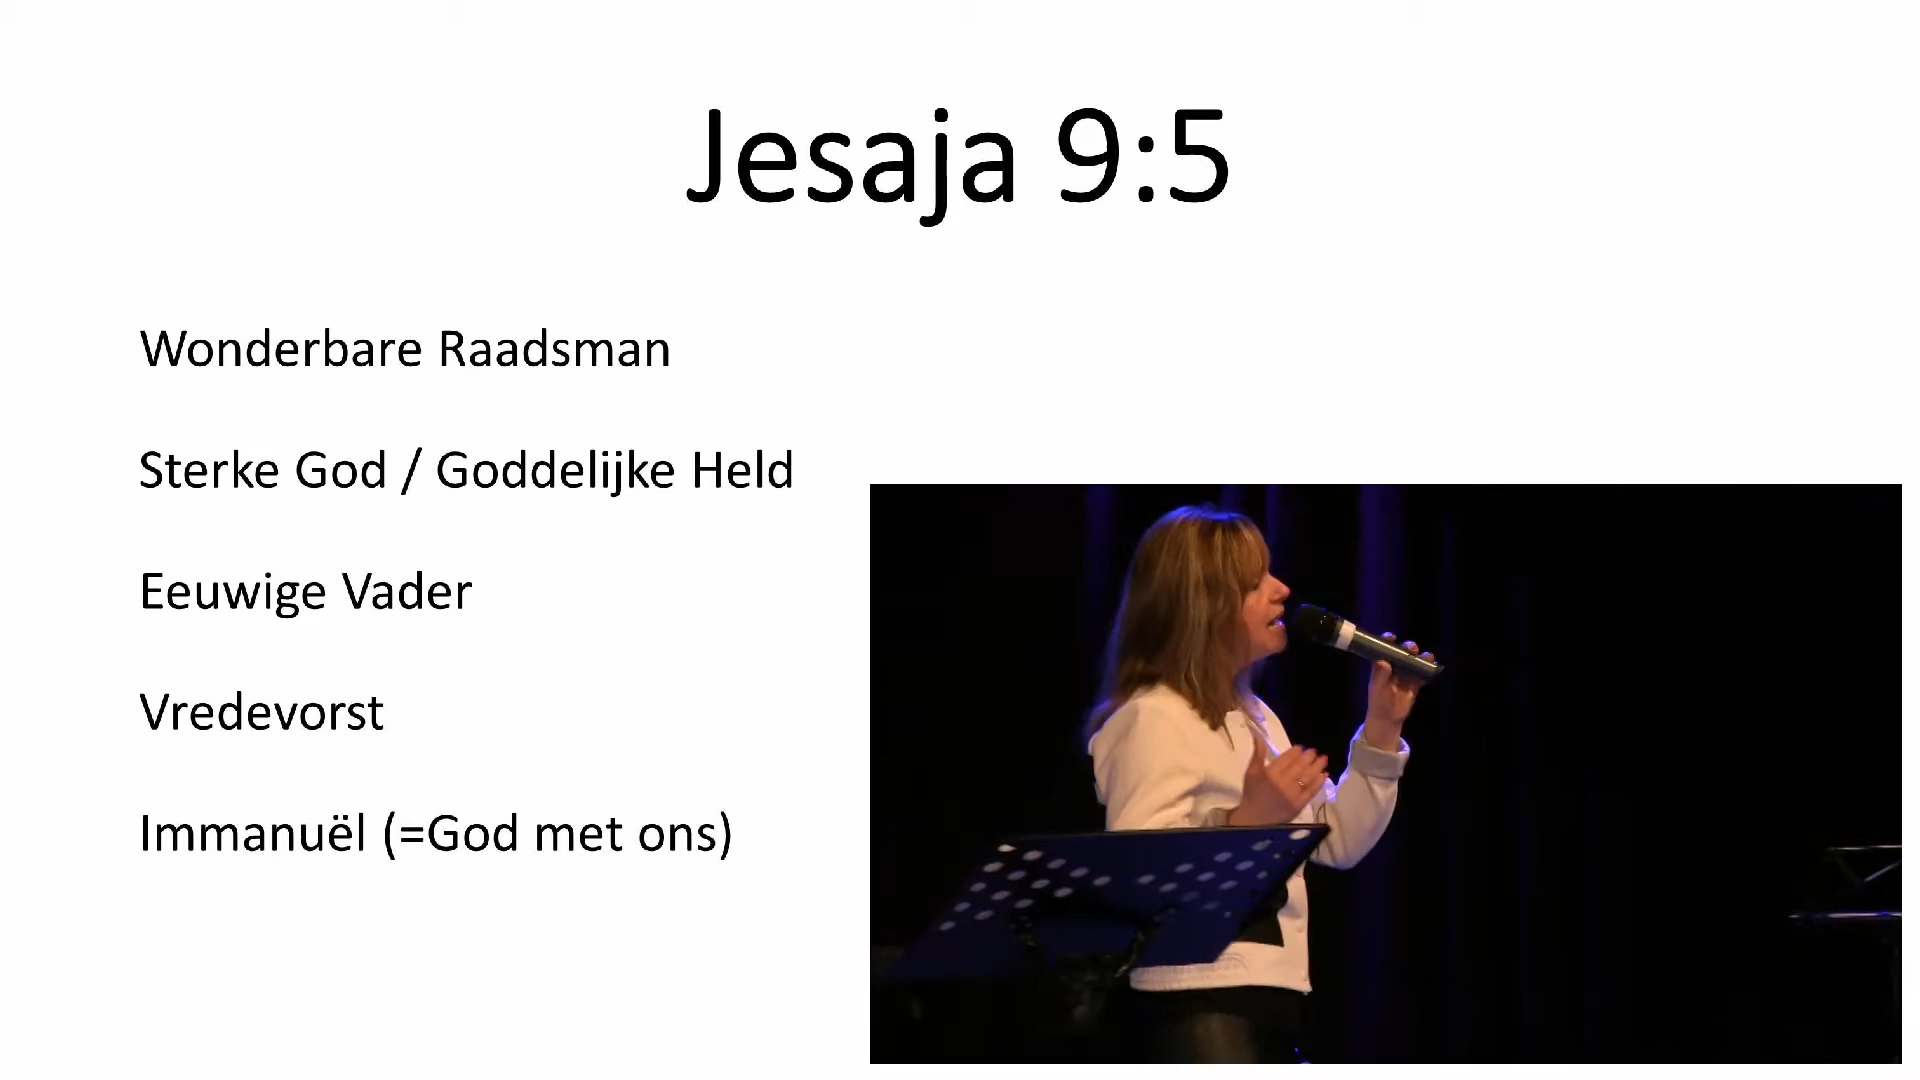 Jesaja 9:5
Wonderbare Raadsman
Sterke God / Goddelijke Held
Eeuwige Vader
Vredevorst
Immanuël (=God met ons)